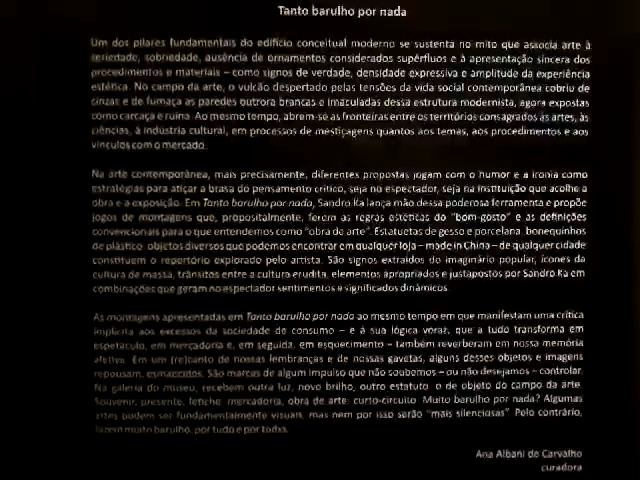 Tanto barulho por nada
Um dos pilares fundamentais do edifício conceitual moderno se sustenta no mito que associa arte à
seriedade, sobriedade, ausência de ornamentos considerados supérfluos e à apresentação sincera dos
procedimentos e materiais – como signos de verdade, densidade expressiva e amplitude da experiência
estética. No campo da arte, o vulcão despertado pelas tensões da vida social contemporânea cobriu de
cinzas e de fumaça as paredes outrora brancas e imaculadas dessa estrutura modernista, agora expostas
como carcaça e ruína. Ao mesmo tempo, abrem-se as fronteiras entre os territórios consagrados às artes, às
ciências, à indústria cultural, em processos de mestiçagens quantos aos temas, aos procedimentos e aos
vínculos com o mercado.
Na arte contemporânea, mais precisamente, diferentes propostas jogam com o humor e a ironia como
estratégias para atiçar a brasa do pensamento crítico, seja no espectador, seja na instituição que acolhe a
obra e a exposição. Em Tanto barulho por nada, Sandro Ka lança mão dessa poderosa ferramenta e propõe
jogos de montagens que, propositalmente, ferem as regras estéticas do "bom-gosto" e as definições
convencionais para o que entendemos como "obra de arte". Estatuetas de gesso e porcelana, bonequinhos
de plástico, objetos diversos que podemos encontrar em qualquer loja – made in China – de qualquer cidade
constituem o repertório explorado pelo artista. São signos extraídos do imaginário popular, ícones da
cultura de massa, trânsitos entre a cultura erudita, elementos apropriados e justapostos por Sandro Ka em
combinações que geram no espectador sentimentos e significados dinâmicos.
As montagens apresentadas em Tanto barulho por nada ao mesmo tempo em que manifestam uma crítica
implícita aos excessos da sociedade de consumo – e à sua lógica voraz, que a tudo transforma em
espetáculo, em mercadoria e, em seguida, em esquecimento – também reverberam em nossa memória
afetiva. Em um (re)canto de nossas lembranças e de nossas gavetas, alguns desses objetos e imagens
repousam, esmaecidos. São marcas de algum impulso que não soubemos – ou não desejamos – controlar.
Na galeria do museu, recebem outra luz, novo brilho, outro estatuto: o de objeto do campo da arte.
Souvenir, presente, fetiche, mercadoria, obra de arte: curto-circuito. Muito barulho por nada? Algumas
artes podem ser fundamentalmente visuais, mas nem por isso serão "mais silenciosas". Pelo contrário,
fazem muito barulho, por tudo e por todxs.
Ana Albani de Carvalho
curadora